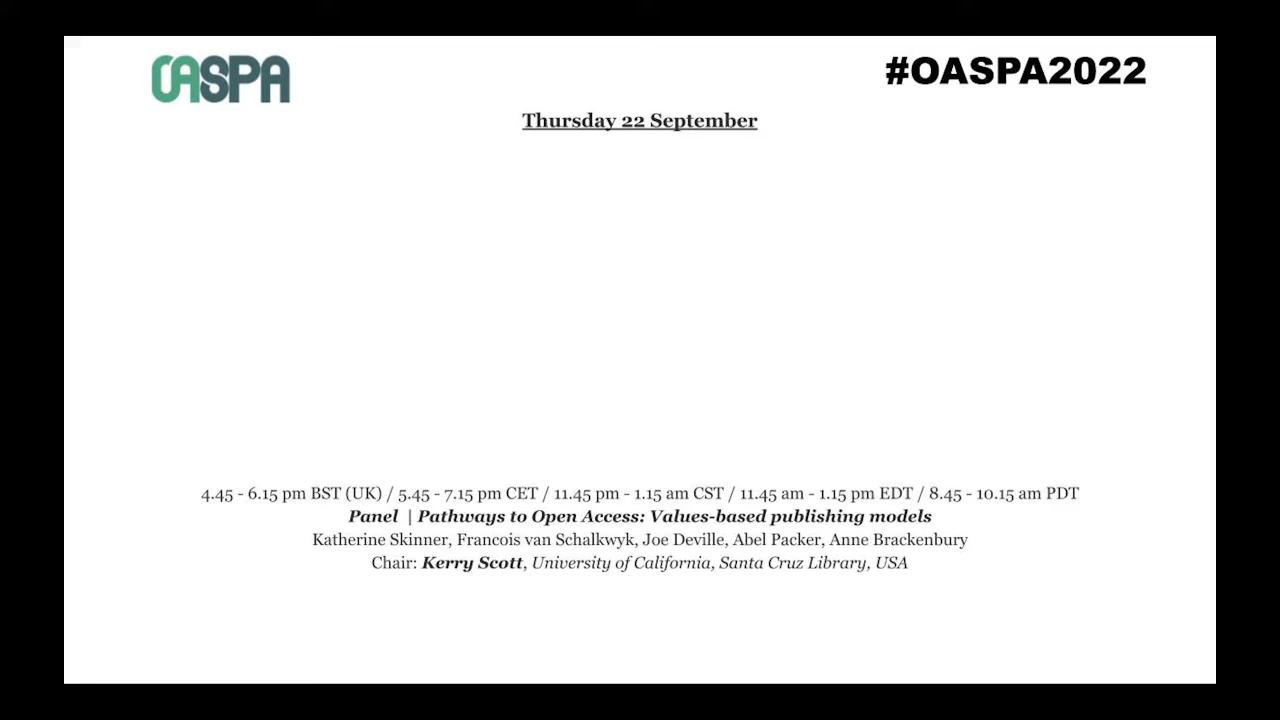 OASPA
#OASPA2022
Thursday 22 September
4.45 - 6.15 pm BST (UK) / 5.45 - 7.15 pm CET / 11.45 pm - 1.15 am CST / 11.45 am - 1.15 pm EDT / 8.45 - 10.15 am PDT
Panel | Pathways to Open Access: Values-based publishing models
Katherine Skinner, Francois van Schalkwyk, Joe Deville, Abel Packer, Anne Brackenbury
Chair: Kerry Scott, University of California, Santa Cruz Library, USA